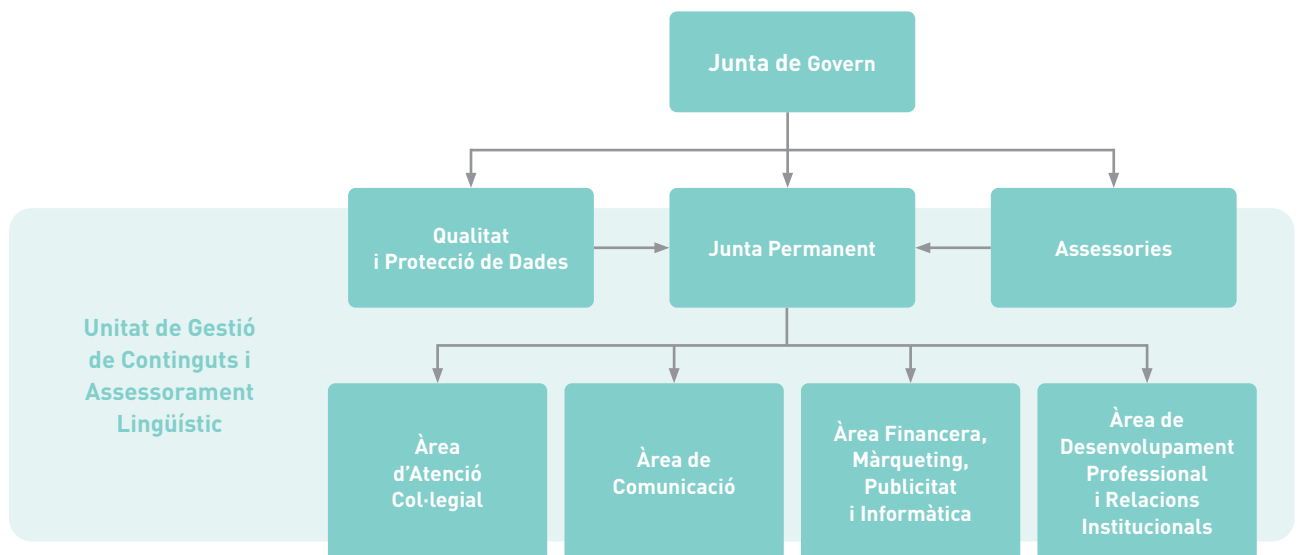 Junta de Govern
Qualitat
i Protecció de Dades
Junta Permanent
Assessories
Unitat de Gestió
de Continguts i
Assessorament
Lingüístic
Àrea
d'Atenció
Col·legial
Àrea de
Comunicació
Àrea Financera,
Màrqueting,
Publicitat
i Informàtica
Àrea de
Desenvolupament
Professional
i Relacions
Institucionals